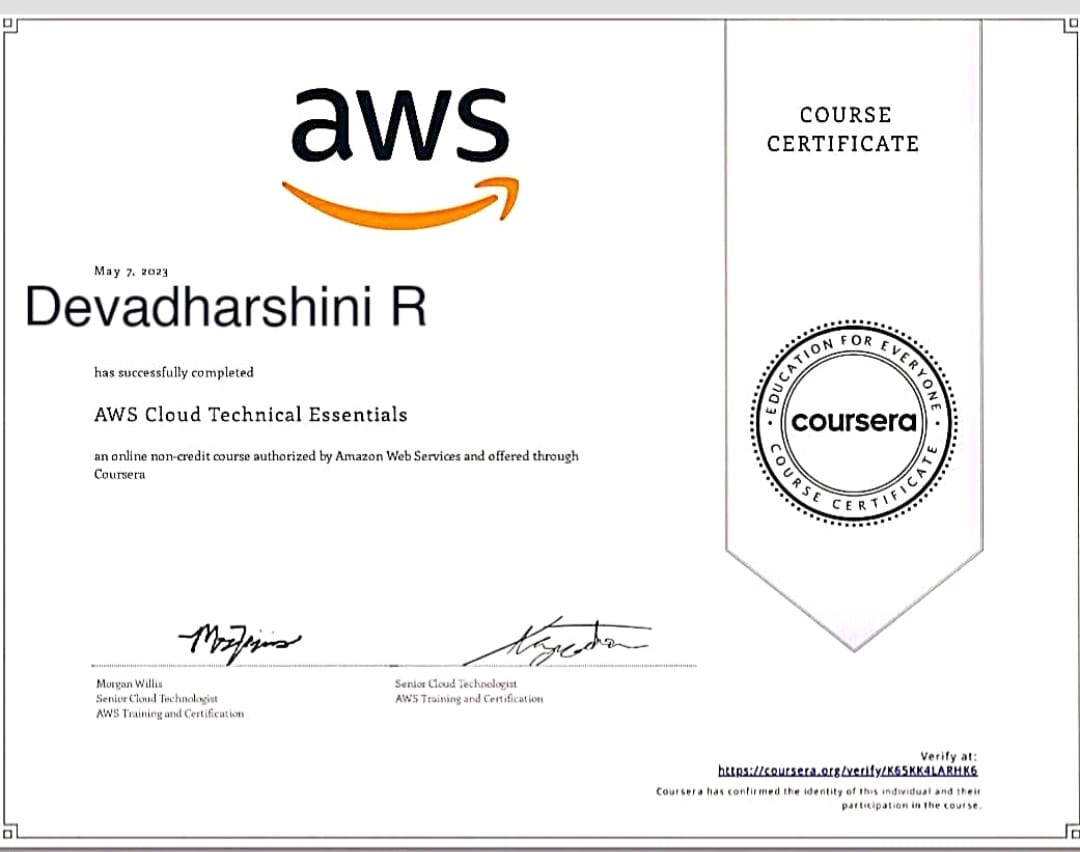 aws
COURSE
CERTIFICATE
May 7, 2023
Devadharshini R
has successfully completed
AWS Cloud Technical Essentials
an online non-credit course authorized by Amazon Web Services and offered through
Coursera
EDUCATION FOR EVERYONE
coursera
COURSE CERTIFICATE
Morgan Willis
Senior Cloud Technologist
AWS Training and Certification
Senior Cloud Technologist
AWS Training and Certification
Verify at:
https://coursera.org/verify/K65KK4LARHK6
Coursera has confirmed the identity of this individual and their
participation in the course.